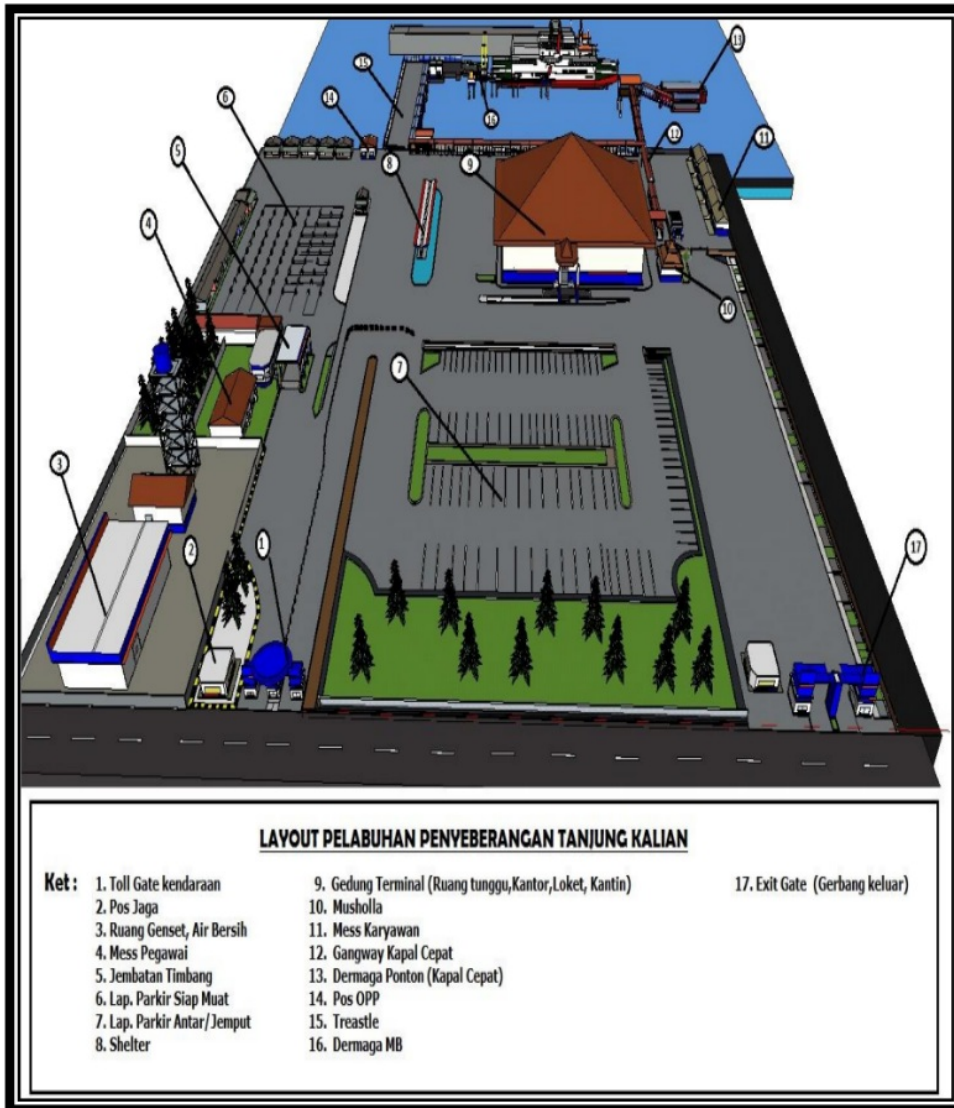 15
13
6
14
16
12
5
11
8
9
4
10
7
3
2
1
17
LAYOUT PELABUHAN PENYEBERANGAN TANJUNG KALIAN
Ket :
1. Toll Gate kendaraan
2. Pos Jaga
3. Ruang Genset, Air Bersih
4. Mess Pegawai
5. Jembatan Timbang
6. Lap. Parkir Siap Muat
7. Lap. Parkir Antar/Jemput
8. Shelter
9. Gedung Terminal (Ruang tunggu,Kantor,Loket, Kantin)
10. Musholla
11. Mess Karyawan
12. Gangway Kapal Cepat
13. Dermaga Ponton (Kapal Cepat)
14. Pos OPP
15. Treastle
16. Dermaga MB
17. Exit Gate (Gerbang keluar)